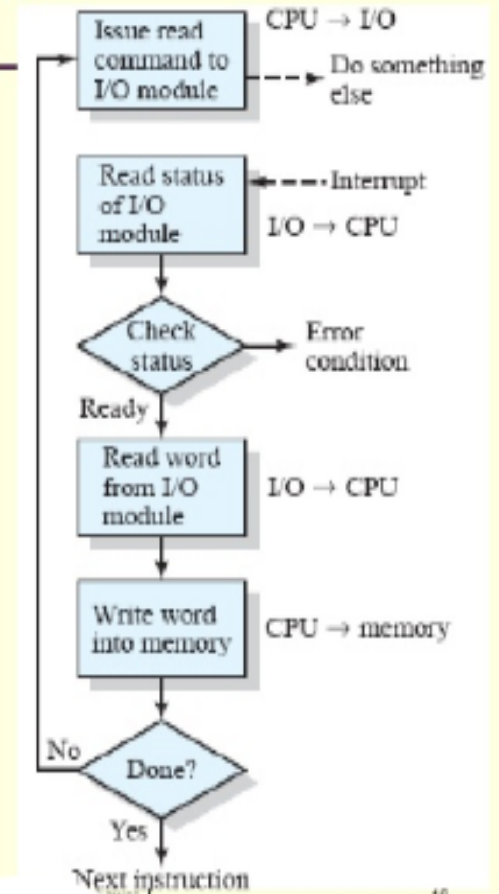 Issue read
command to
I/O module
CPU → I/O
Do something
else
Read status
of I/O
module
Interrupt
I/O → CPU
Check
status
Error
condition
Ready
Read word
from I/O
module
I/O → CPU
Write word
into memory
CPU → memory
No
Done?
Yes
Next instruction